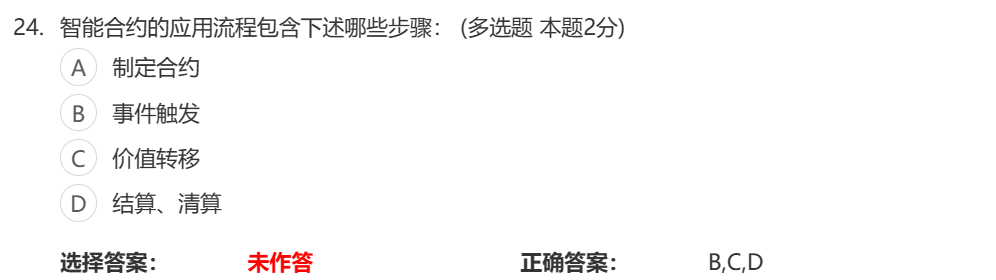 24. 智能合约的应用流程包含下述哪些步骤： (多选题 本题2分)
A 制定合约
B 事件触发
C 价值转移
D 结算、清算
选择答案： 未作答 正确答案： B,C,D